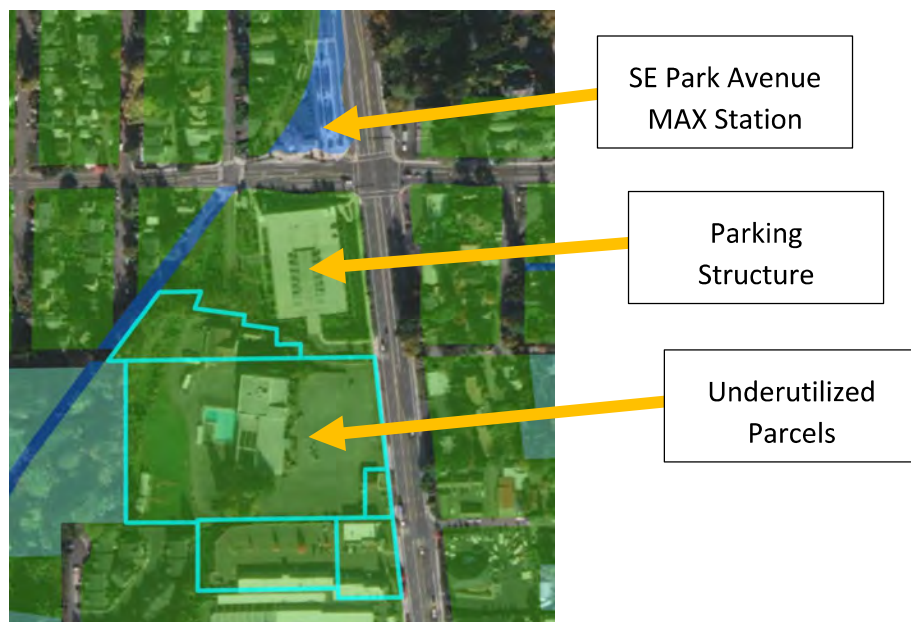 SE Park Avenue
MAX Station
Parking
Structure
Underutilized
Parcels